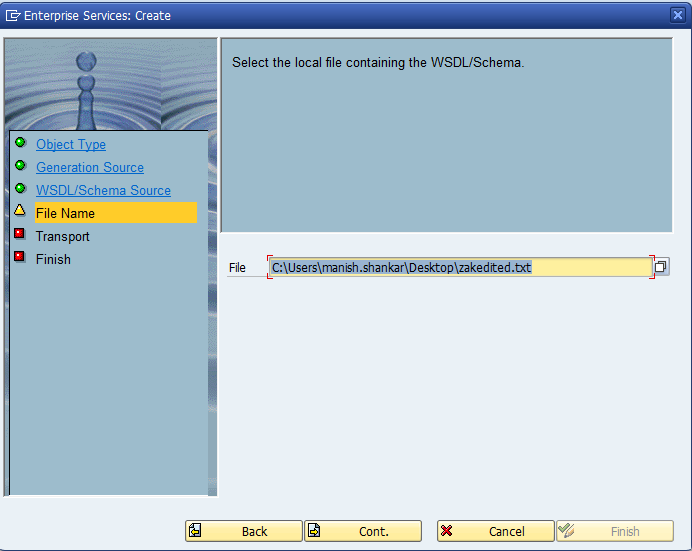 Enterprise Services: Create
Select the local file containing the WSDL/Schema.
Object Type
Generation Source
WSDL/Schema Source
File Name
Transport
Finish
File C:\Users\manish.shankar\Desktop\zakedited.txt
Back Cont. Cancel Finish